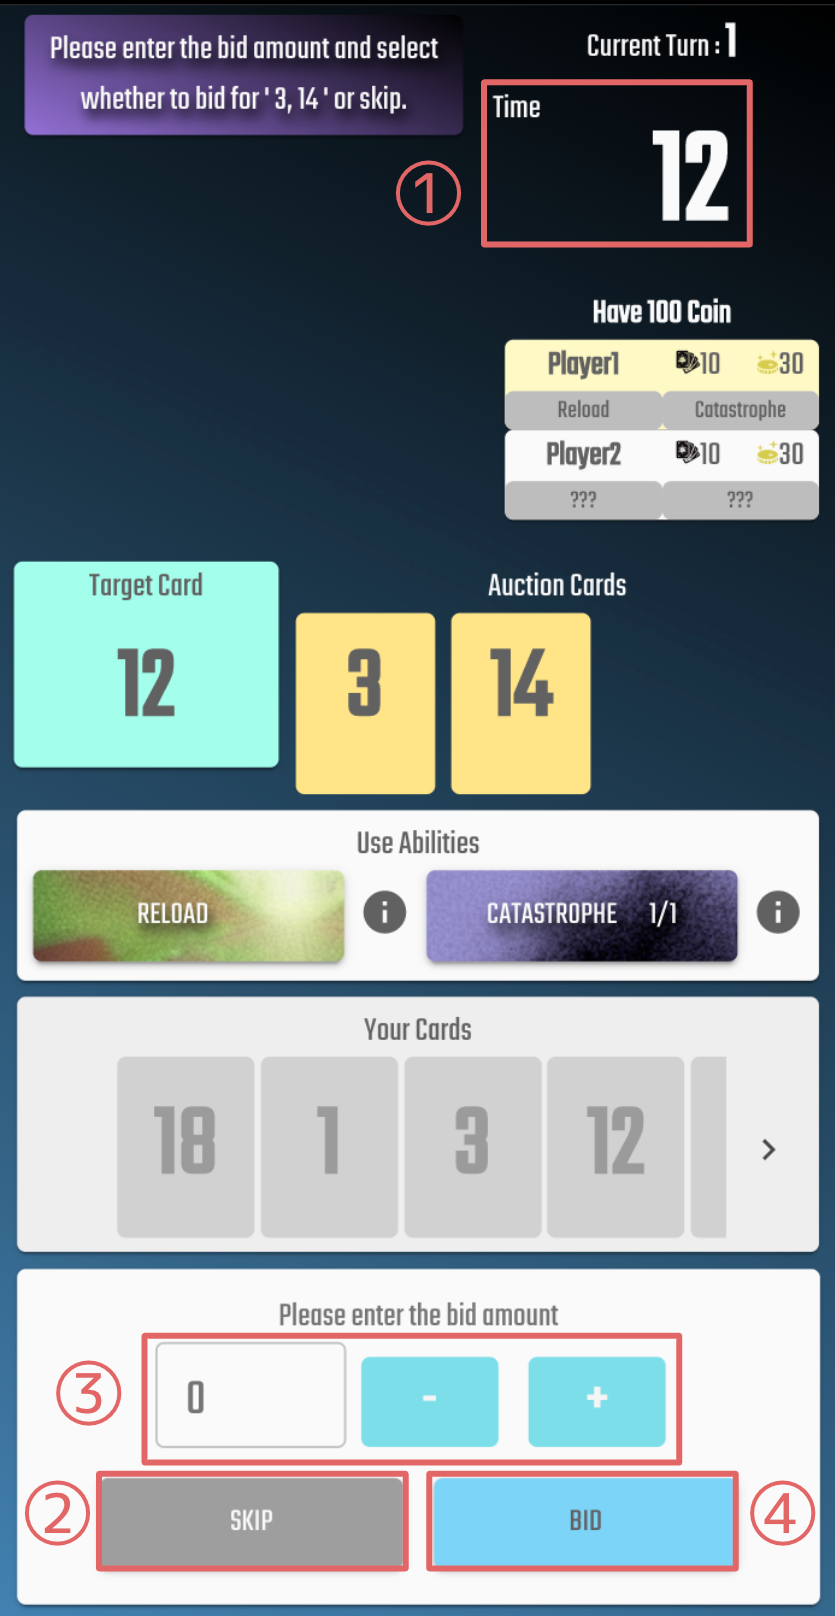 Please enter the bid amount and select
whether to bid for ' 3, 14 ' or skip.
Current Turn : 1
Time
12
①
Have 100 Coin
Player1 10 30
Reload Catastrophe
Player2 10 30
??? ???
Target Card
12
Auction Cards
3 14
Use Abilities
RELOAD i CATASTROPHE 1/1 i
Your Cards
18 1 3 12 >
Please enter the bid amount
③ 0 - +
② SKIP BID ④